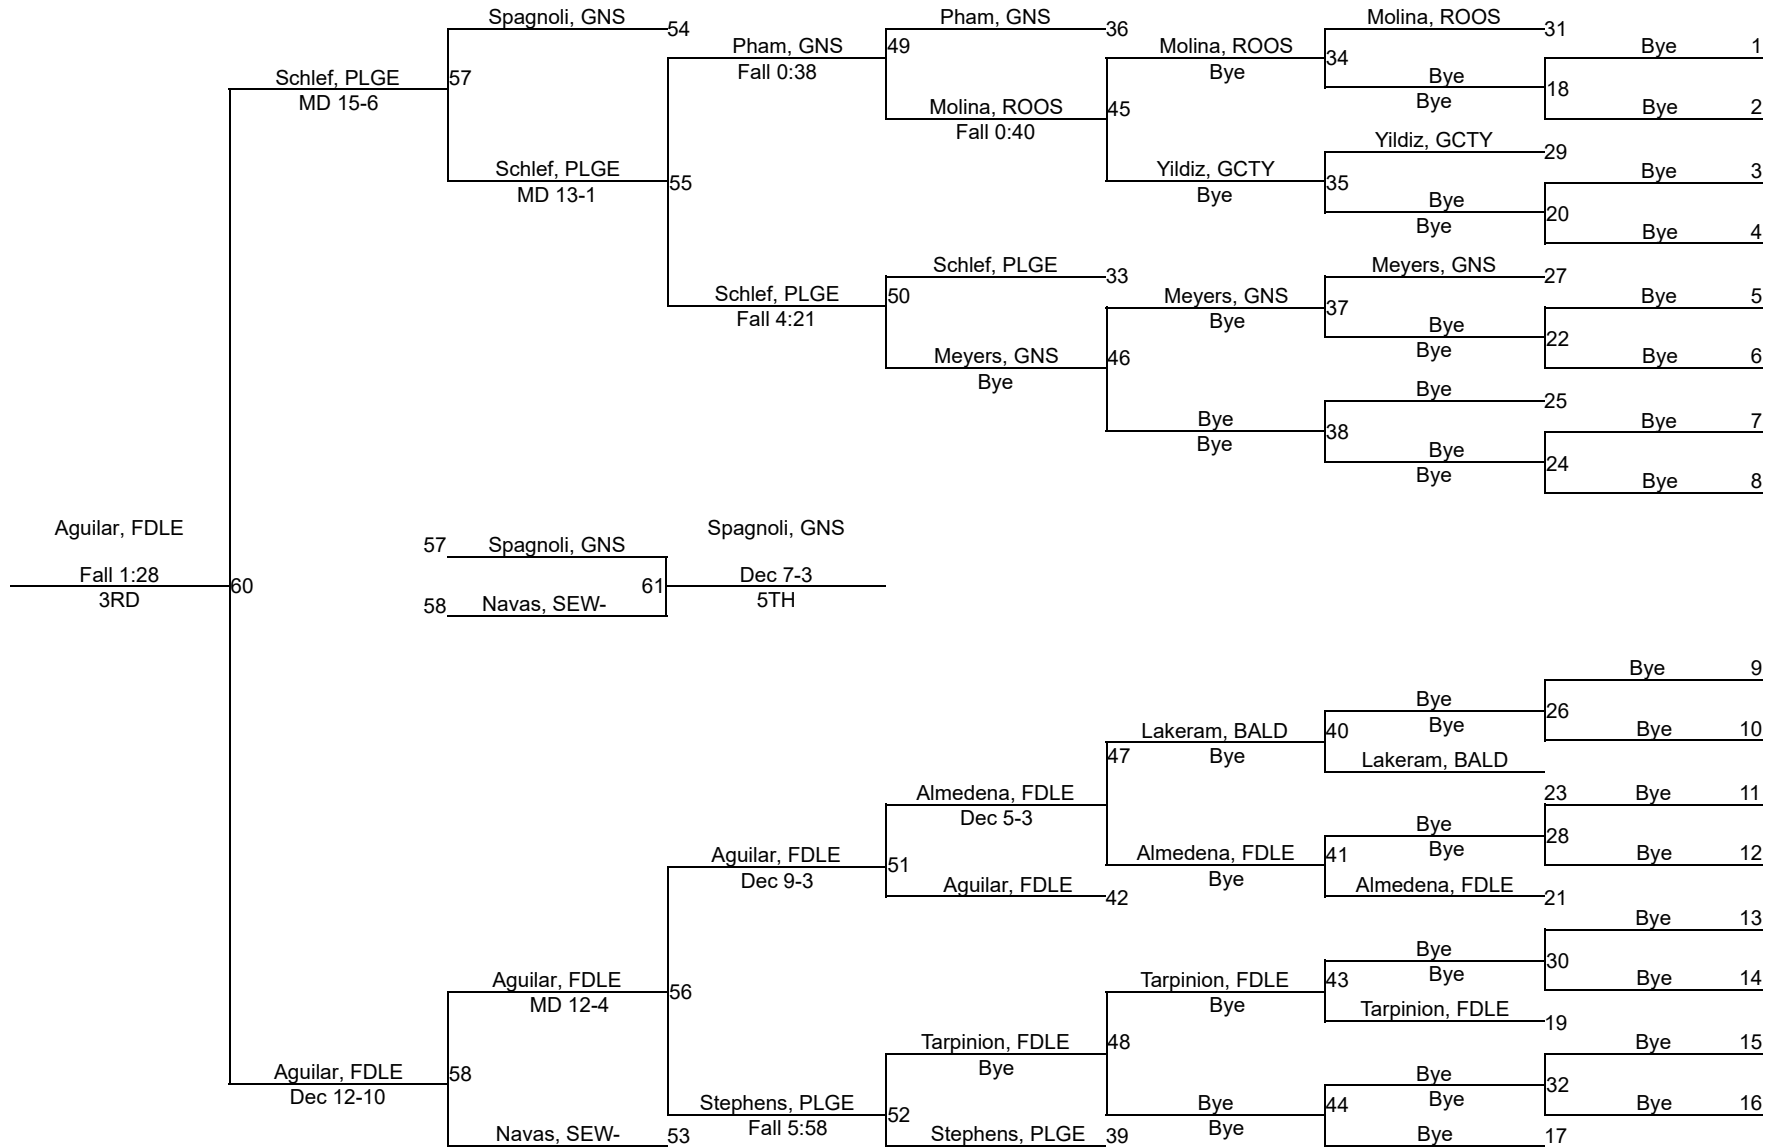 Spagnoli, GNS
54
Pham, GNS
36
Molina, ROOS
31
Schlef, PLGE
MD 15-6
57
Pham, GNS
Fall 0:38
49
Molina, ROOS
Bye
34
Bye
Bye
18
Bye 1
Bye 2
Molina, ROOS
Fall 0:40
45
Yildiz, GCTY
29
Schlef, PLGE
MD 13-1
55
Yildiz, GCTY
Bye
35
Bye
Bye
20
Bye 3
Bye 4
Schlef, PLGE
33
Meyers, GNS
27
Schlef, PLGE
Fall 4:21
50
Meyers, GNS
Bye
37
Bye
Bye
22
Bye 5
Bye 6
Meyers, GNS
Bye
46
Bye
25
Bye
Bye
38
Bye
Bye
24
Bye 7
Bye 8
Aguilar, FDLE
Fall 1:28
3RD
60
57 Spagnoli, GNS
58 Navas, SEW-
61
Spagnoli, GNS
Dec 7-3
5TH
Bye 9
Bye 10
Bye
Bye
26
Lakeram, BALD
Bye
40
Lakeram, BALD
47
23
Bye 11
Bye 12
Almedena, FDLE
Dec 5-3
Bye
Bye
28
Aguilar, FDLE
Dec 9-3
51
Almedena, FDLE
Bye
41
Almedena, FDLE
21
Aguilar, FDLE
42
Bye 13
Bye 14
Bye
Bye
30
Aguilar, FDLE
MD 12-4
56
Tarpinion, FDLE
Bye
43
Tarpinion, FDLE
19
Tarpinion, FDLE
Bye
48
Bye 15
Bye 16
Aguilar, FDLE
Dec 12-10
58
Bye
Bye
32
Stephens, PLGE
Fall 5:58
52
Bye
Bye
44
Navas, SEW-
53
Stephens, PLGE
39
Bye
17